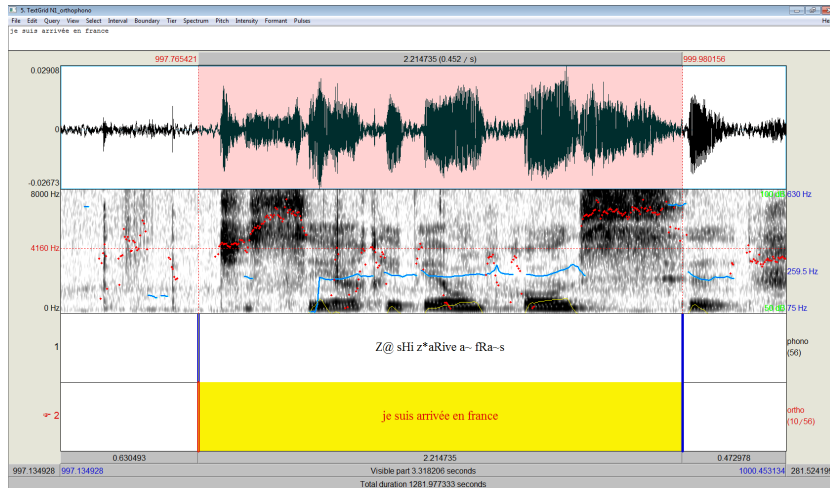 5. TextGrid NI_orthophono
File Edit Query View Select Interval Boundary Tier Spectrum Pitch Intensity Formant Pulses He
je suis arrivée en france
997.765421 2.214735 (0.452 / s) 999.980156
0.02908
0
-0.02673
8000 Hz 630 Hz
4160 Hz
259.5 Hz
0 Hz 75 Hz
1 Z@ sHi z*aRive a~ fRa~s phono
(56)
2 je suis arrivée en france ortho
(10/56)
0.630493 2.214735 0.472978
997.134928 997.134928 Visible part 3.318206 seconds 1000.453134 281.524199
Total duration 1281.977333 seconds